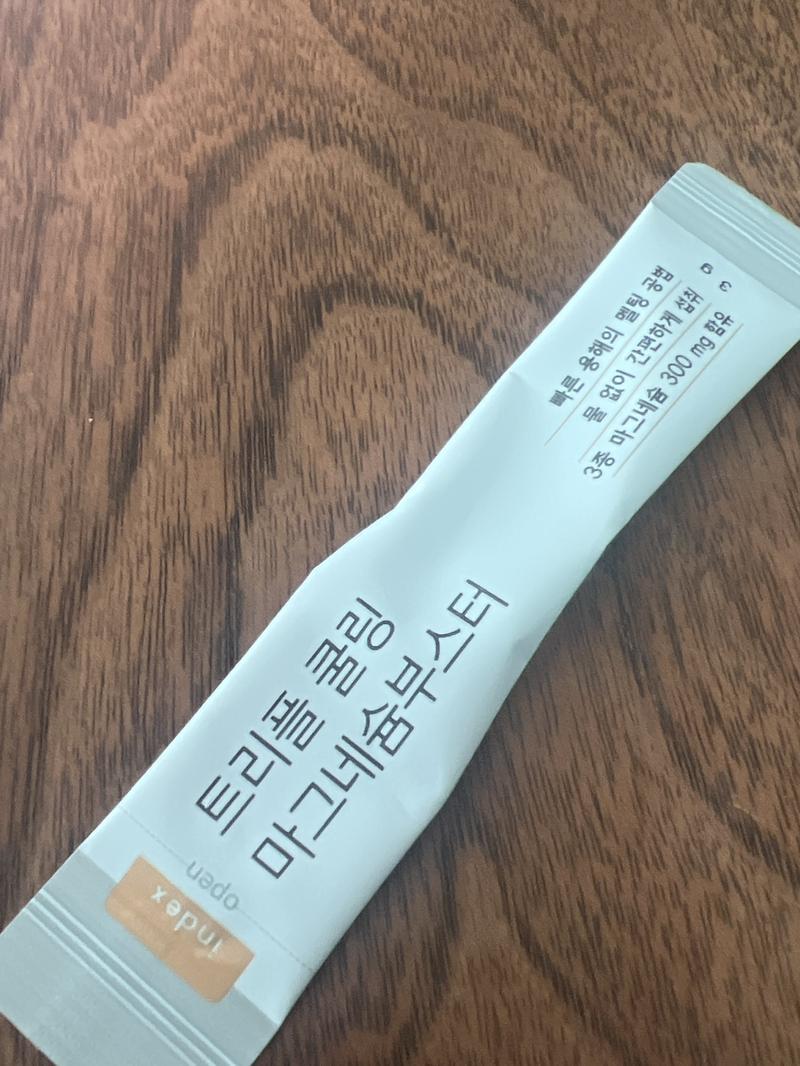 index
open
트리플 쿨링
마그네슘부스터
빠른 용해의 멜팅 공법
물 없이 간편하게 섭취
3종 마그네슘 300 mg 함유
3 g